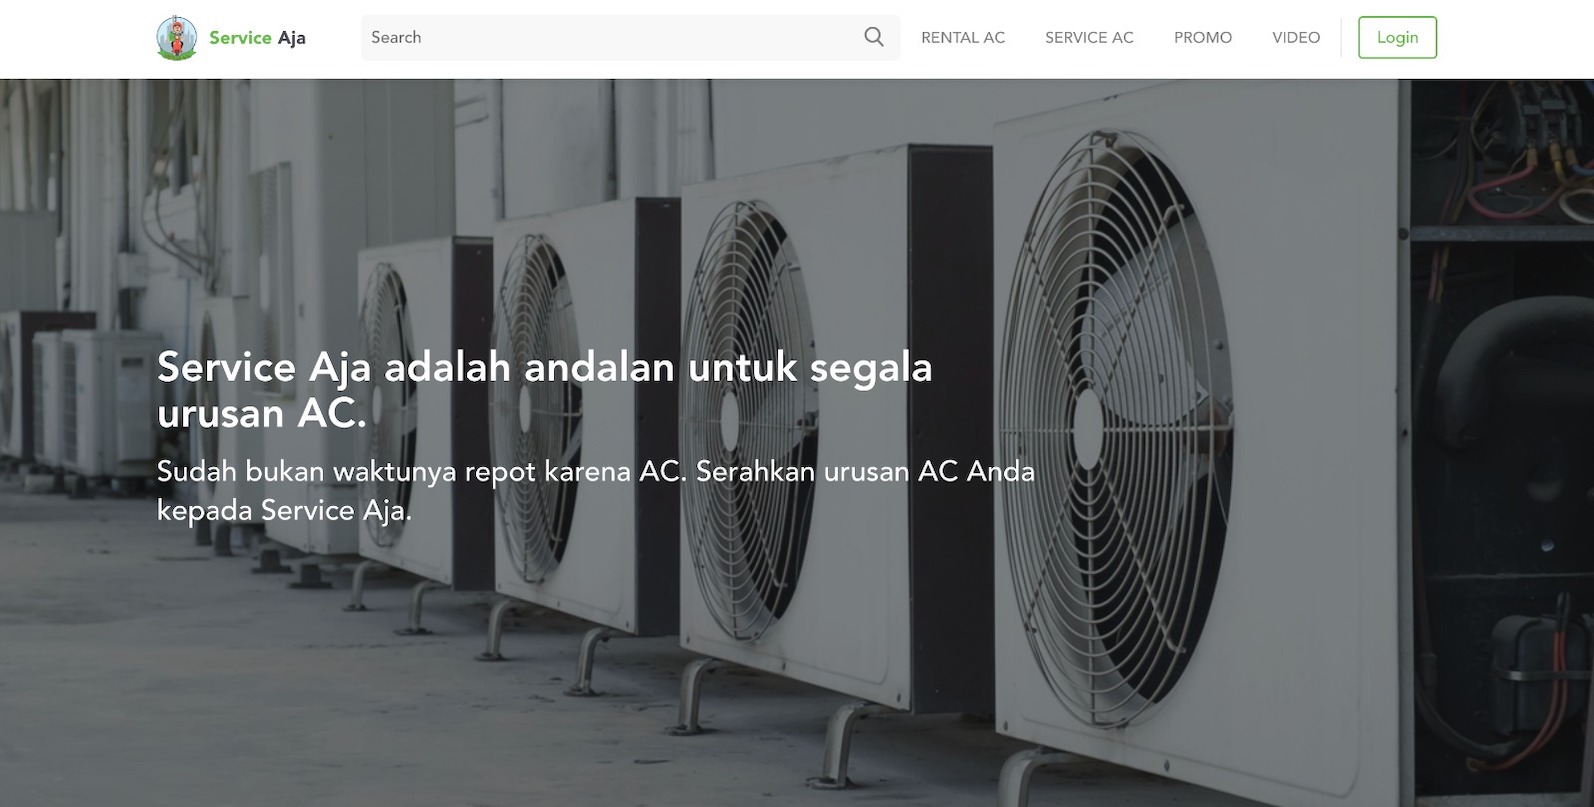 Service Aja
Search
RENTAL AC
SERVICE AC
PROMO
VIDEO
Login
Service Aja adalah andalan untuk segala
urusan AC.
Sudah bukan waktunya repot karena AC. Serahkan urusan AC Anda
kepada Service Aja.